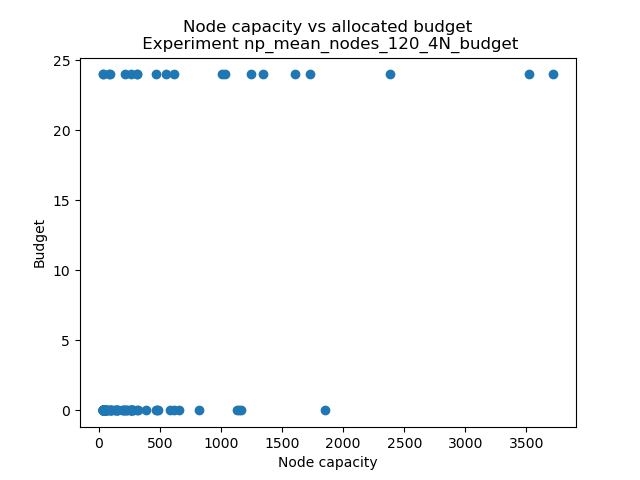 Node capacity vs allocated budget
Experiment np_mean_nodes_120_4N_budget
25
20
15
10
5
0
Budget
0 500 1000 1500 2000 2500 3000 3500
Node capacity